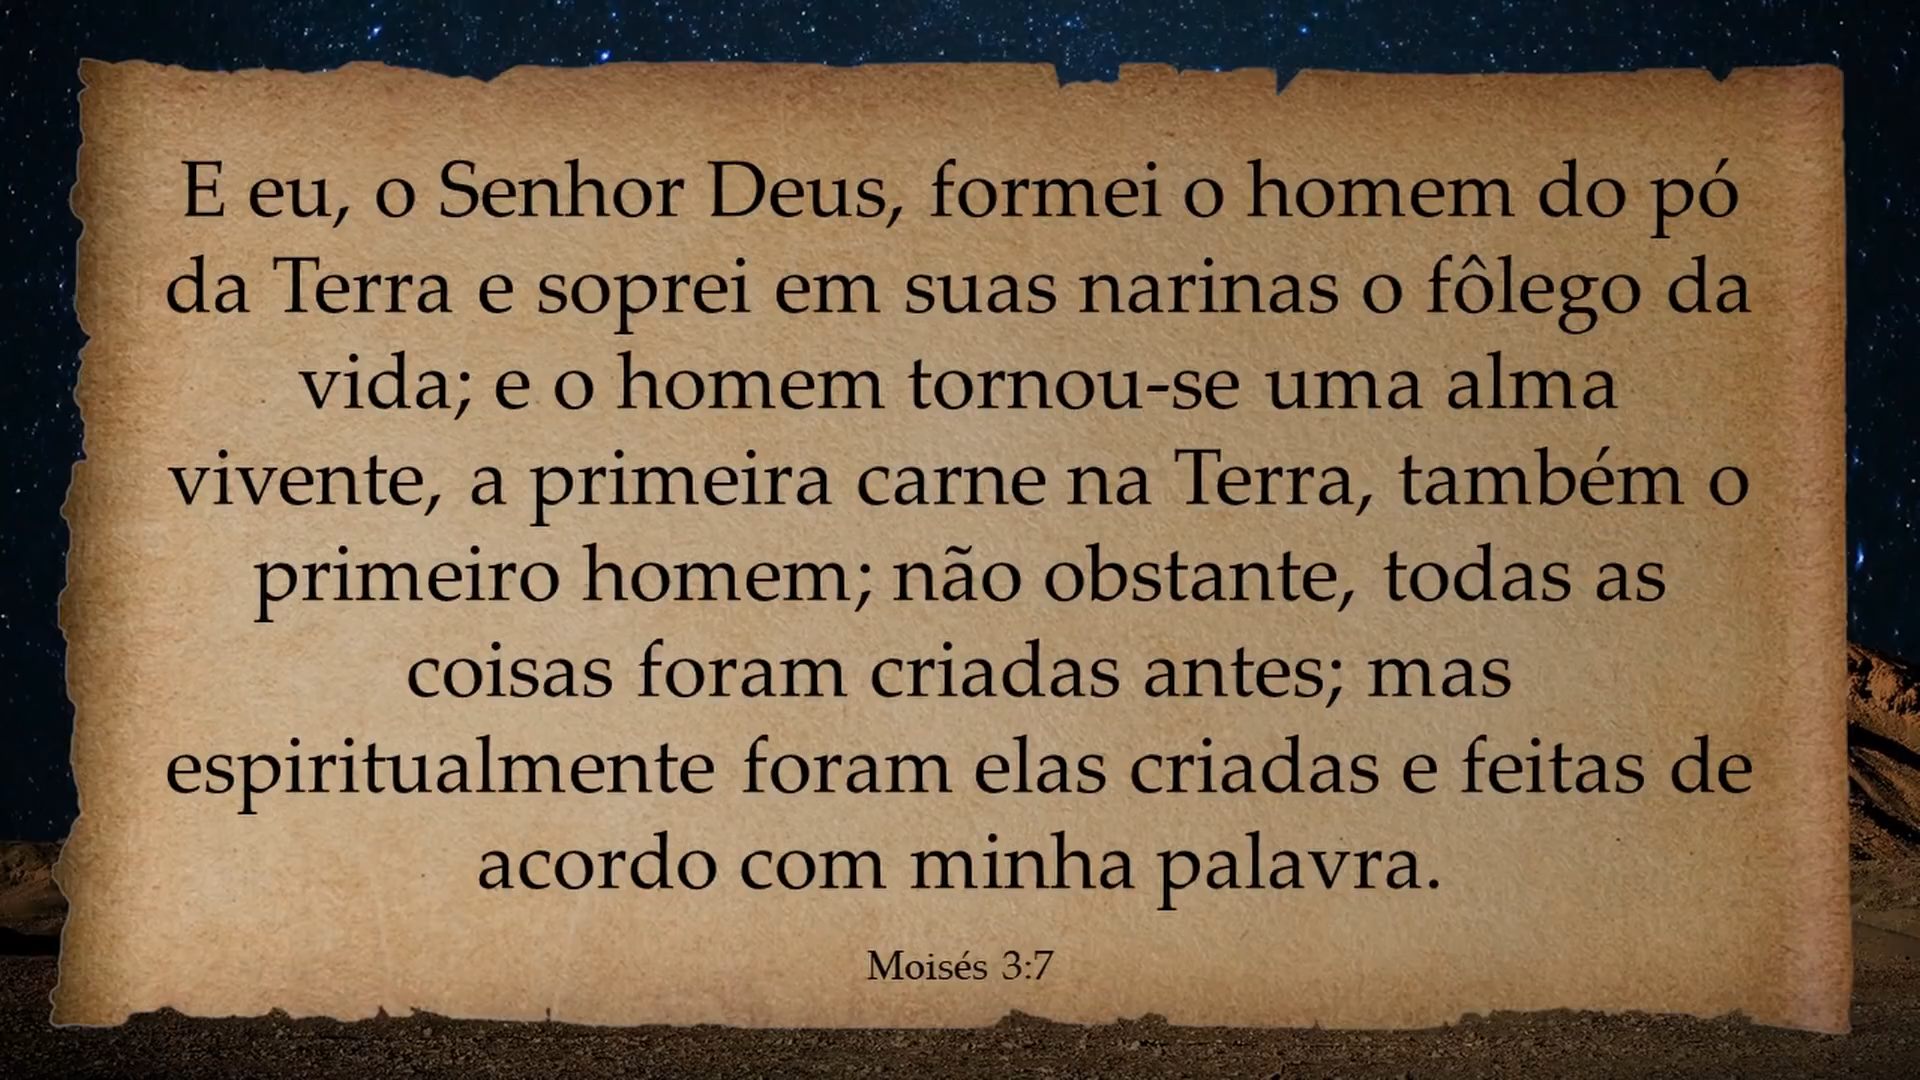 E eu, o Senhor Deus, formei o homem do pó
da Terra e soprei em suas narinas o fôlego da
vida; e o homem tornou-se uma alma
vivente, a primeira carne na Terra, também o
primeiro homem; não obstante, todas as
coisas foram criadas antes; mas
espiritualmente foram elas criadas e feitas de
acordo com minha palavra.
Moisés 3:7